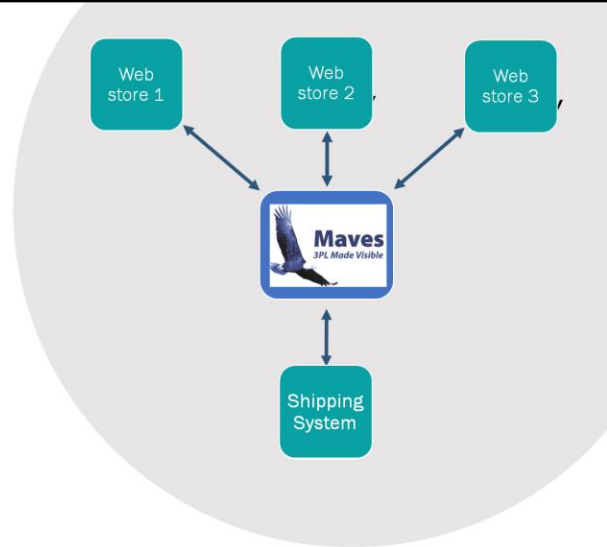 Web
store 1
Web
store 2
Web
store 3
Maves
3PL Made Visible
Shipping
System